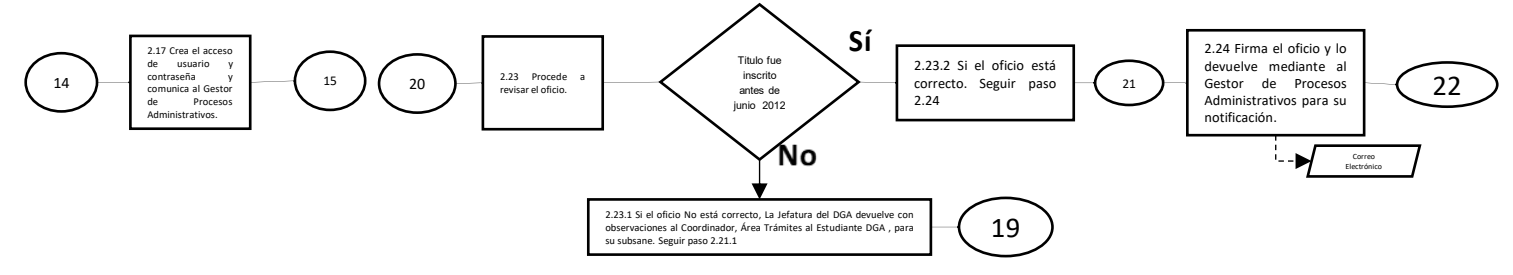 14
2.17 Crea el acceso
de usuario y
contraseña y
comunica al Gestor
de Procesos
Administrativos.
15
20
2.23 Procede a
revisar el oficio.
Titulo fue
inscrito
antes de
junio 2012
Sí
No
2.23.2 Si el oficio está
correcto. Seguir paso
2.24
21
2.24 Firma el oficio y lo
devuelve mediante al
Gestor de Procesos
Administrativos para su
notificación.
22
Correo
Electrónico
2.23.1 Si el oficio No está correcto, La Jefatura del DGA devuelve con
observaciones al Coordinador, Área Trámites al Estudiante DGA , para
su subsane. Seguir paso 2.21.1
19